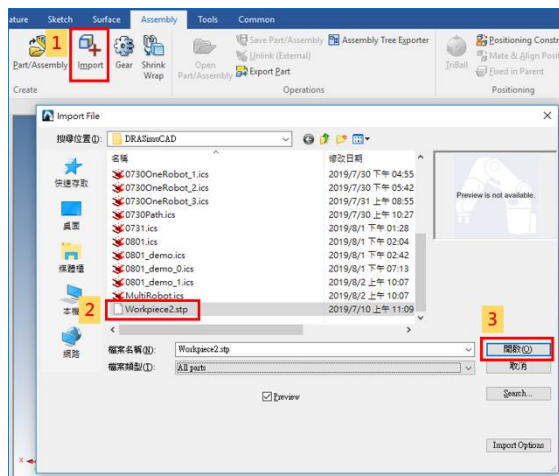 ature Sketch Surface Assembly Tools Common
1
Part/Assembly Import Gear Shrink Wrap Open Part/Assembly
Save Part/Assembly Assembly Tree Exporter
Unlink (External)
Export Part
TriBall
Positioning Constr
Mate & Align Posit
Fixed in Parent
Create Operations Positioning
Import File
搜尋位置(I): DRASimuCAD
快速存取
桌面
媒體櫃
本機
網路
名稱 修改日期
0730OneRobot_1.ics 2019/7/30 下午 04:55
0730OneRobot_2.ics 2019/7/30 下午 05:42
0730OneRobot_3.ics 2019/7/31 上午 08:55
0730Path.ics 2019/7/30 上午 10:27
0731.ics 2019/8/1 下午 01:28
0801.ics 2019/8/1 下午 02:04
0801_demo.ics 2019/8/1 下午 02:42
0801_demo_0.ics 2019/8/1 下午 07:13
0801_demo_1.ics 2019/8/2 上午 10:07
MultiRobot.ics 2019/8/2 上午 10:07
2 Workpiece2.stp 2019/7/10 上午 11:09
Preview is not available.
3
檔案名稱(N): Workpiece2.stp 開啟(O)
檔案類型(T): All parts 取消
Preview
Search...
Import Options
X